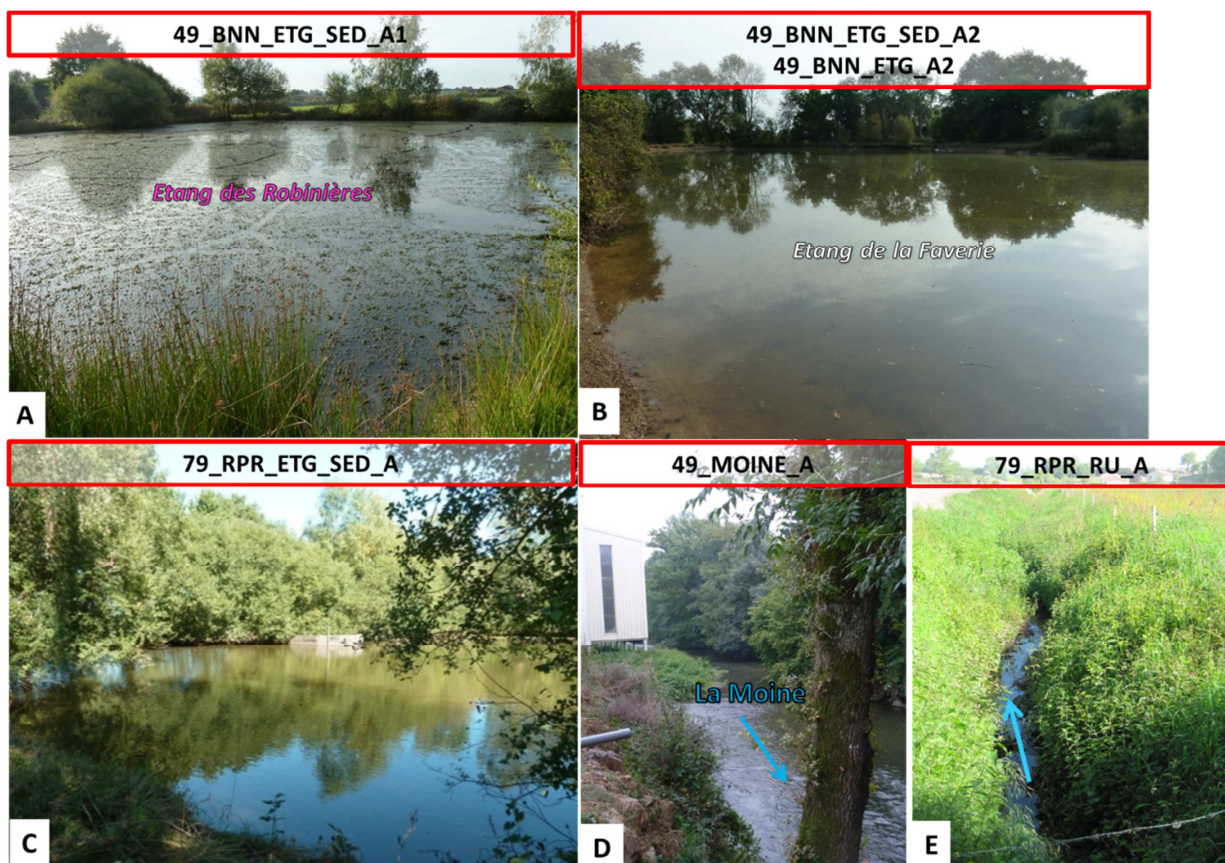 49_BNN_ETG_SED_A1
49_BNN_ETG_SED_A2
49_BNN_ETG_A2
Etang des Robinières
Etang de la Faverie
A
B
79_RPR_ETG_SED_A
49_MOINE_A
79_RPR_RU_A
La Moine
C
D
E